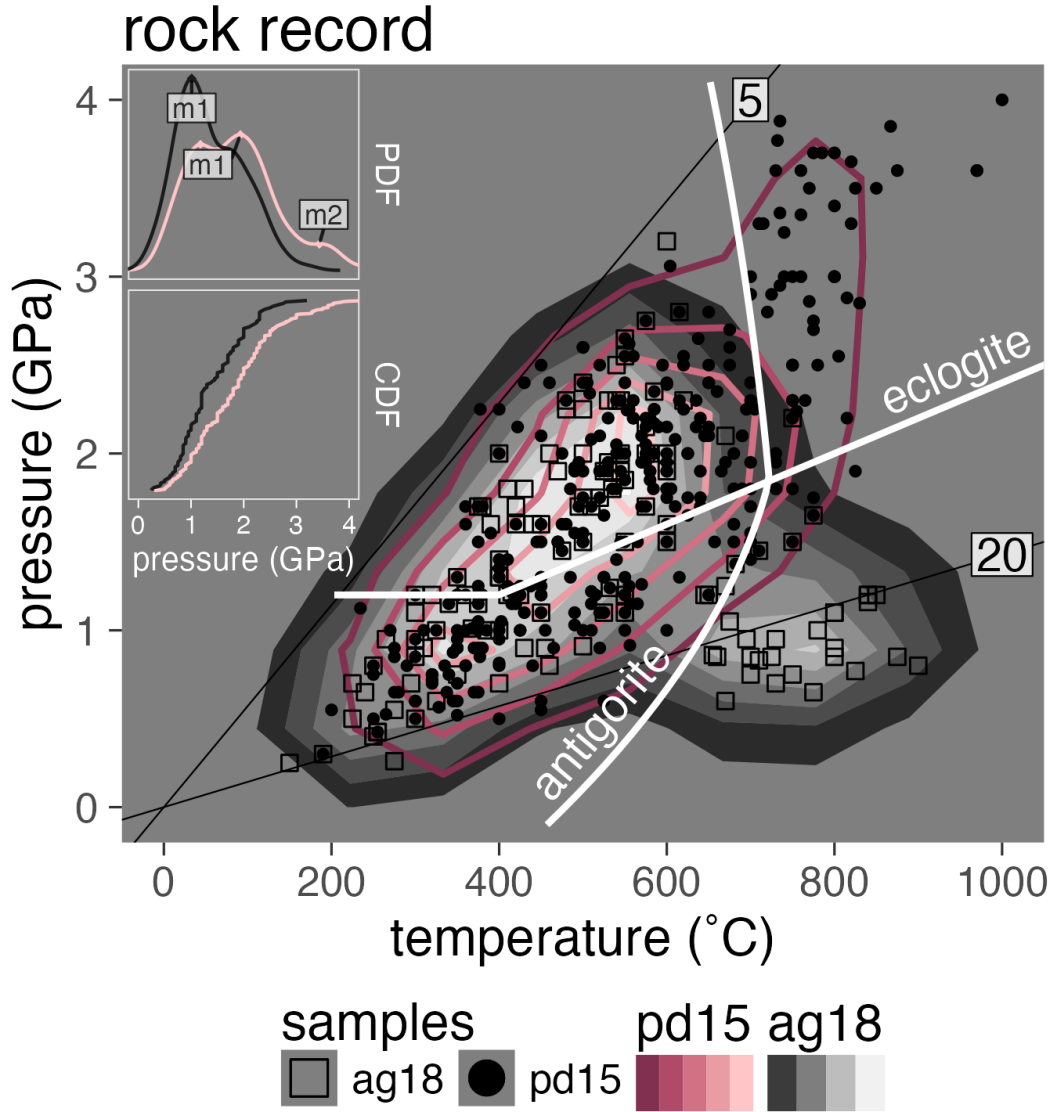 rock record
m1
m1
m2
PDF
CDF
0 1 2 3 4
pressure (GPa)
5
20
eclogite
antigorite
4
3
2
1
0
pressure (GPa)
0 200 400 600 800 1000
temperature (˚C)
samples
ag18
pd15
pd15
ag18